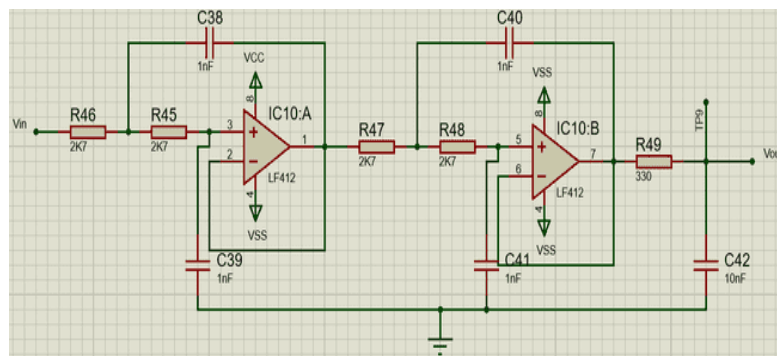 C38
1nF
VCC
8
Vin
R46
2K7
R45
2K7
3
2
1
4
IC10:A
LF412
VSS
C39
1nF
R47
2K7
R48
2K7
C40
1nF
VSS
8
5
6
7
4
IC10:B
LF412
VSS
C41
1nF
R49
330
TP9
C42
10nF